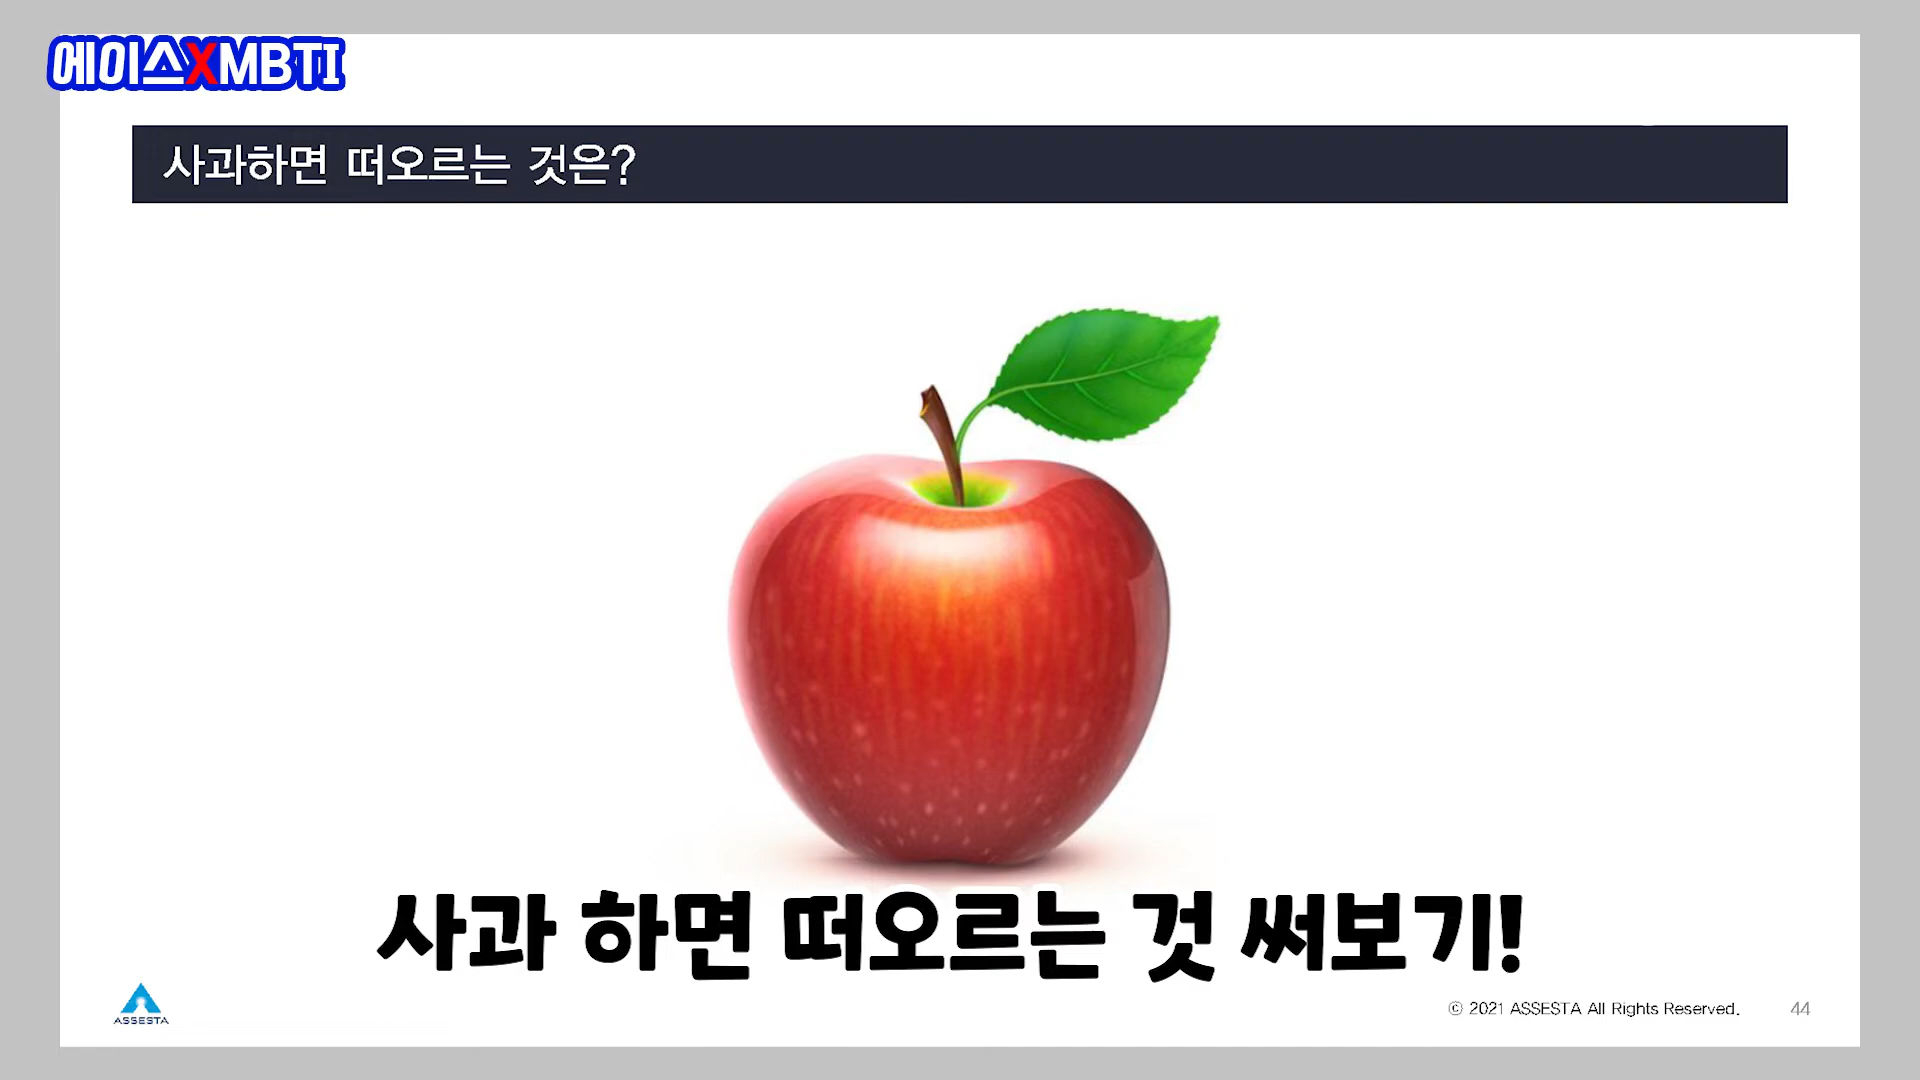 에이스XMBTI
사과하면 떠오르는 것은?
사과 하면 떠오르는 것 써보기!
ASSESTA
© 2021 ASSESTA All Rights Reserved.
44